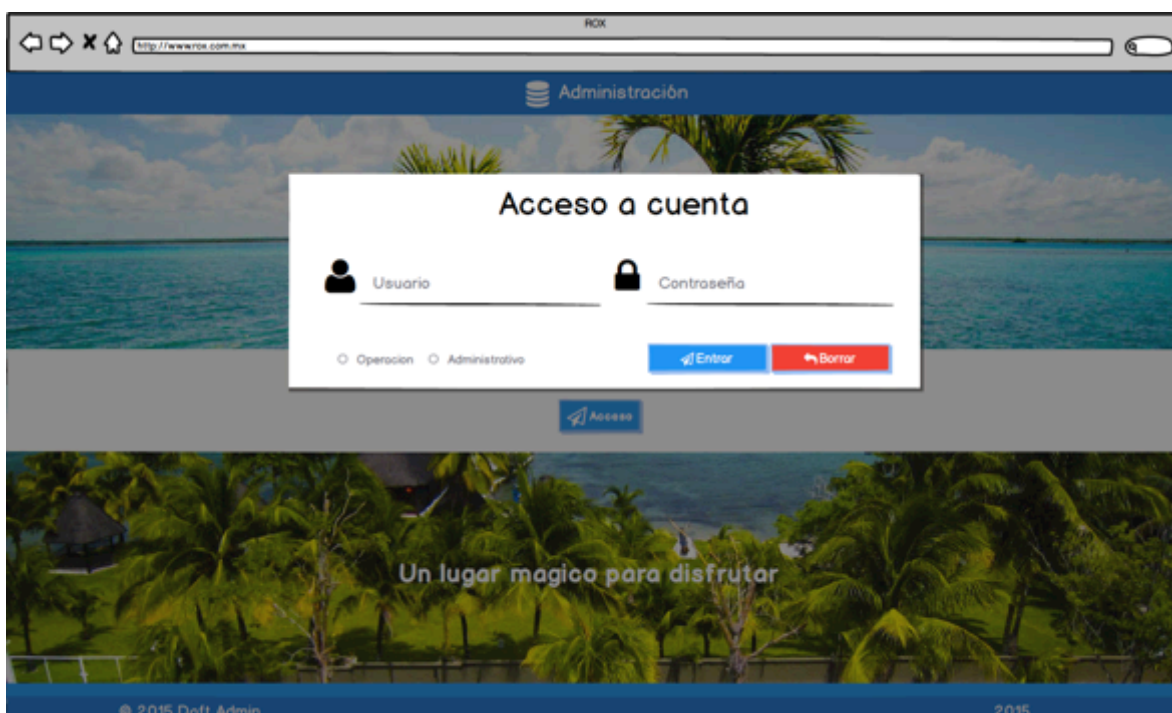 ROX
http://www.rox.com.mx
Administración
Acceso a cuenta
Usuario
Contraseña
Operacion
Administrativo
Entrar
Borrar
Acceso
Un lugar magico para disfrutar
© 2015 Doft Admin
2015